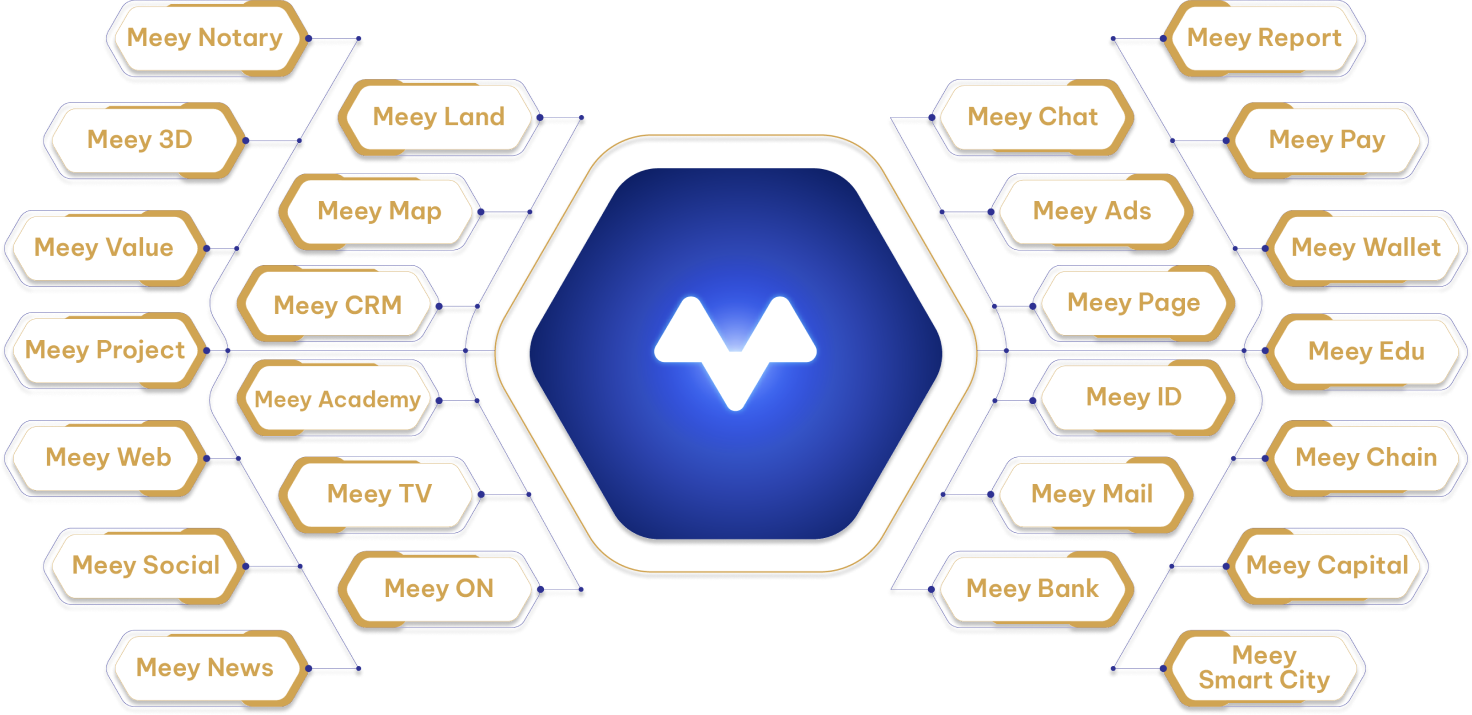 Meey Notary
Meey 3D
Meey Value
Meey Project
Meey Web
Meey Social
Meey News
Meey Land
Meey Map
Meey CRM
Meey Academy
Meey TV
Meey ON
Meey Chat
Meey Ads
Meey Page
Meey ID
Meey Mail
Meey Bank
Meey Report
Meey Pay
Meey Wallet
Meey Edu
Meey Chain
Meey Capital
Meey
Smart City